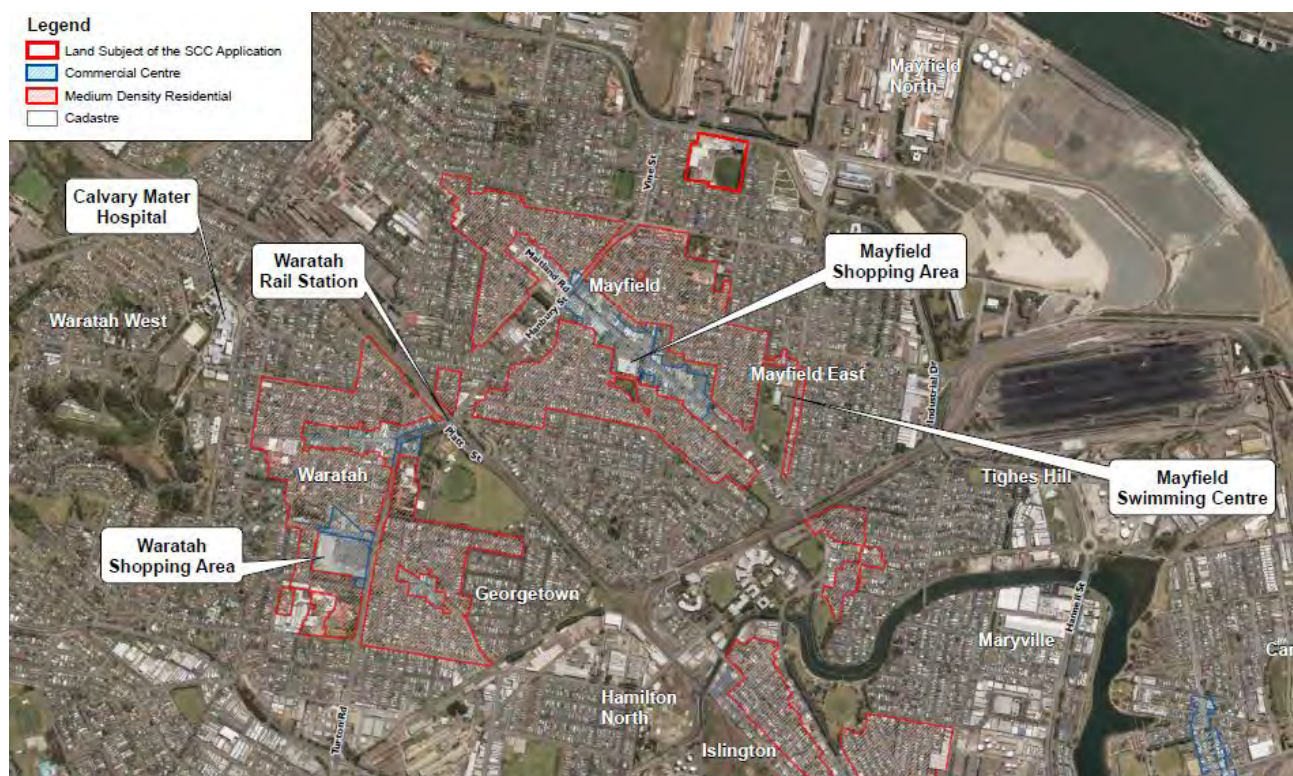 Legend
Land Subject of the SCC Application
Commercial Centre
Medium Density Residential
Cadastre
Mayfield
North
Vine St
Calvary Mater
Hospital
Waratah
Rail Station
Mayfield
Shopping Area
Maitland Rd
Mayfield
Hanbury St
Waratah West
Mayfield East
Industrial Dr
Platt St
Waratah
Tighes Hill
Mayfield
Swimming Centre
Waratah
Shopping Area
Georgetown
Hannell St
Maryville
Hamilton
North
Turton Rd
Islington